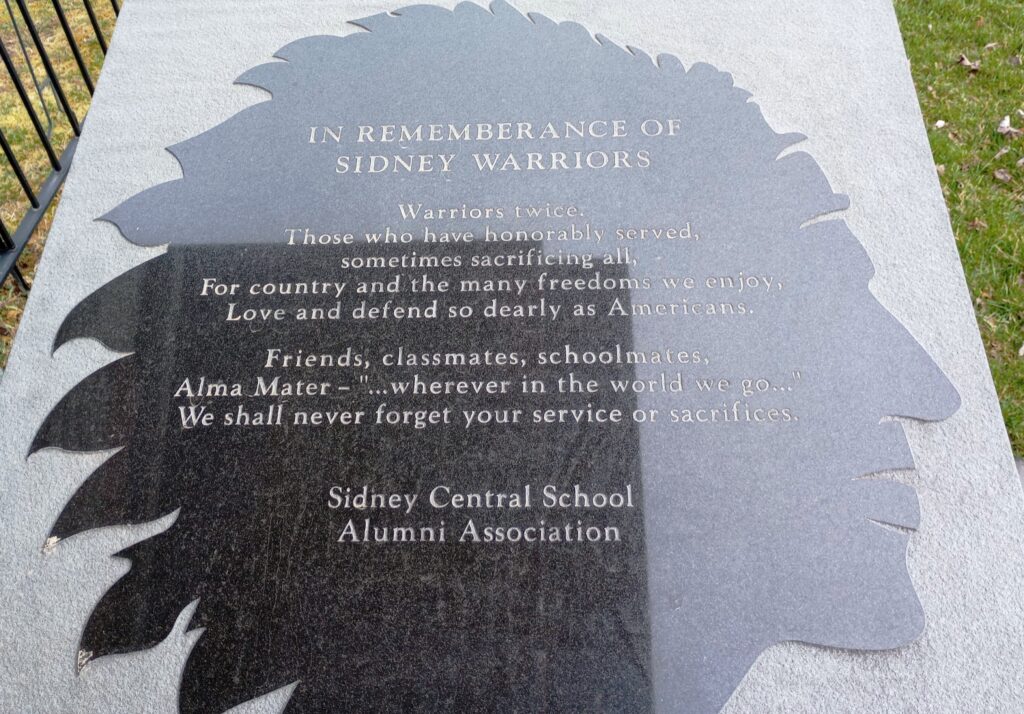 IN REMEMBERANCE OF
SIDNEY WARRIORS
Warriors twice.
Those who have honorably served,
sometimes sacrificing all,
For country and the many freedoms we enjoy,
Love and defend so dearly as Americans.
Friends, classmates, schoolmates,
Alma Mater – "...wherever in the world we go..."
We shall never forget your service or sacrifices.
Sidney Central School
Alumni Association